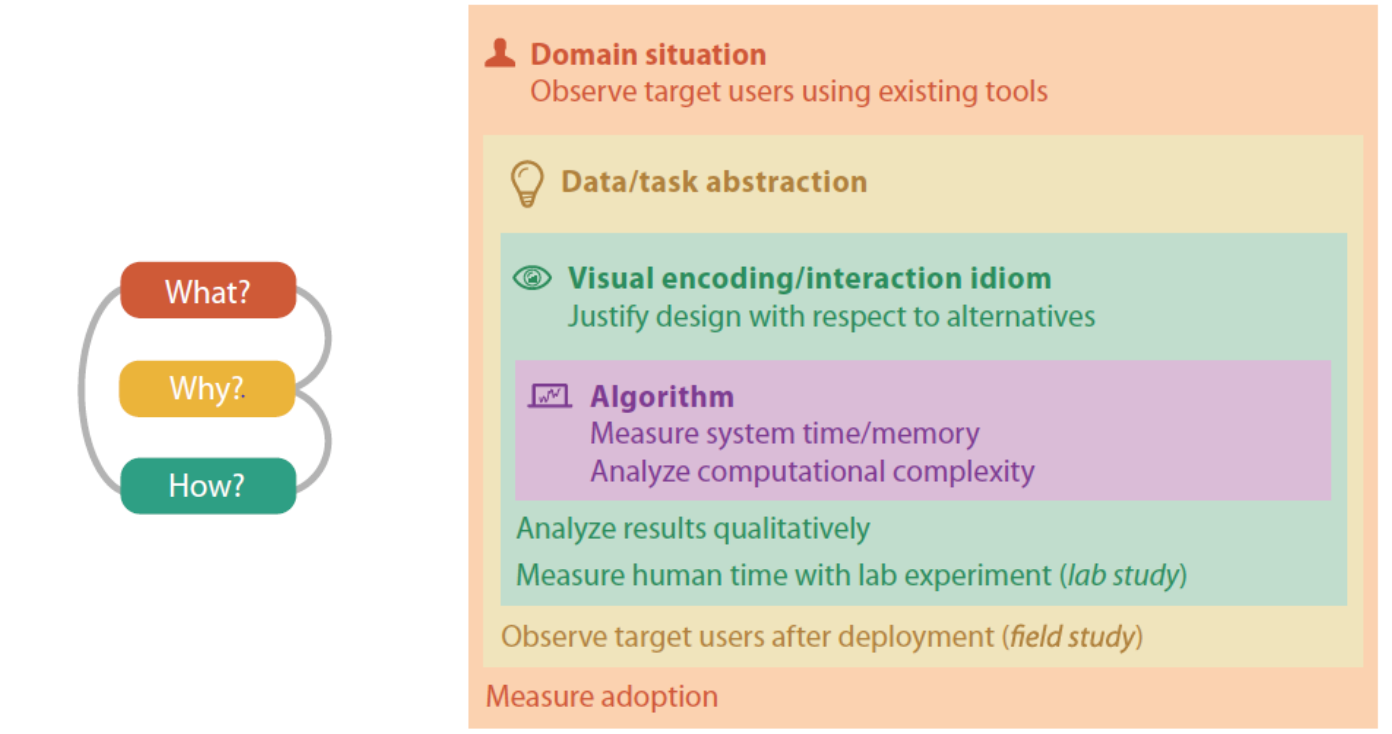 What?
Why?
How?
Domain situation
Observe target users using existing tools
Data/task abstraction
Visual encoding/interaction idiom
Justify design with respect to alternatives
Algorithm
Measure system time/memory
Analyze computational complexity
Analyze results qualitatively
Measure human time with lab experiment (lab study)
Observe target users after deployment (field study)
Measure adoption